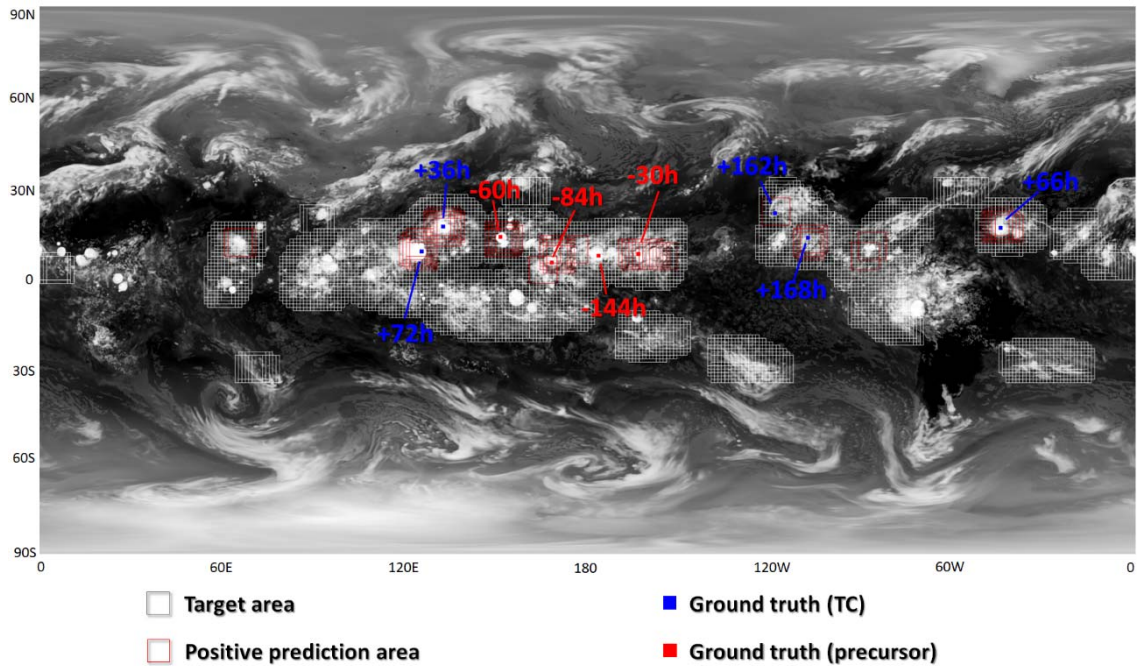 90N
60N
30N
0
30S
60S
90S
+36h
-60h
-84h
-30h
+162h
+66h
+72h
-144h
+168h
0 60E 120E 180 120W 60W 0
Target area
Ground truth (TC)
Positive prediction area
Ground truth (precursor)